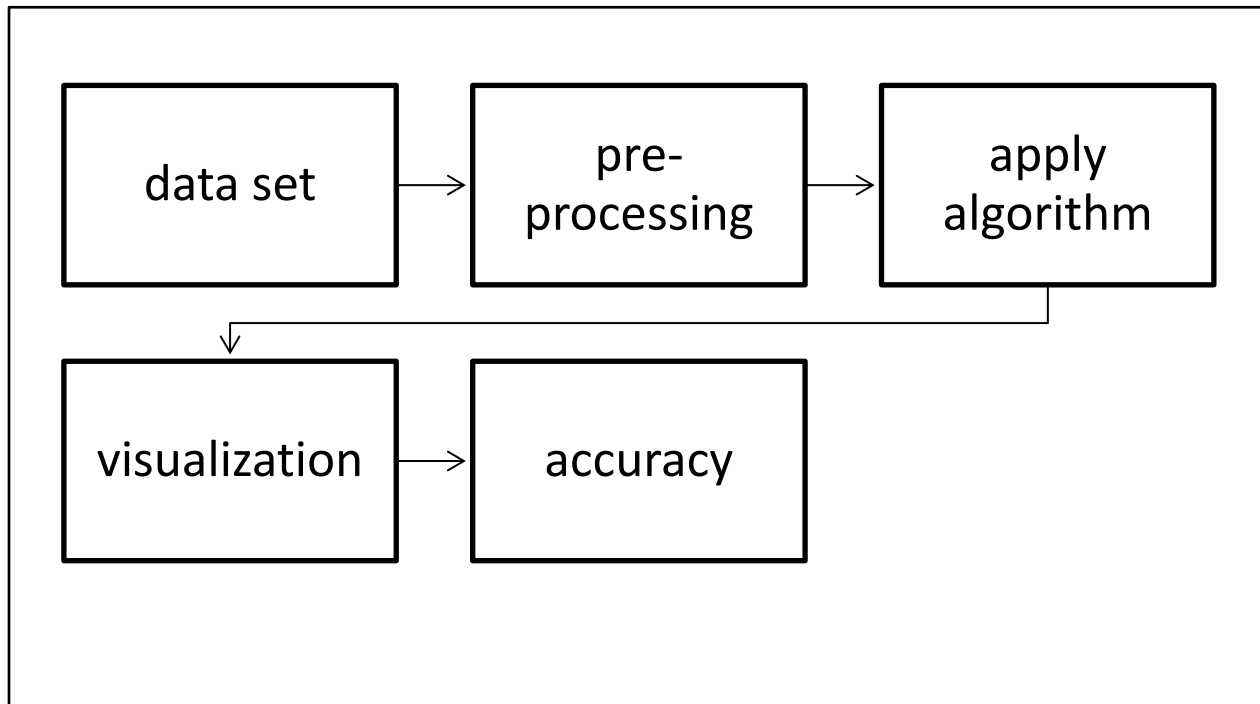 data set
pre-
processing
apply
algorithm
visualization
accuracy